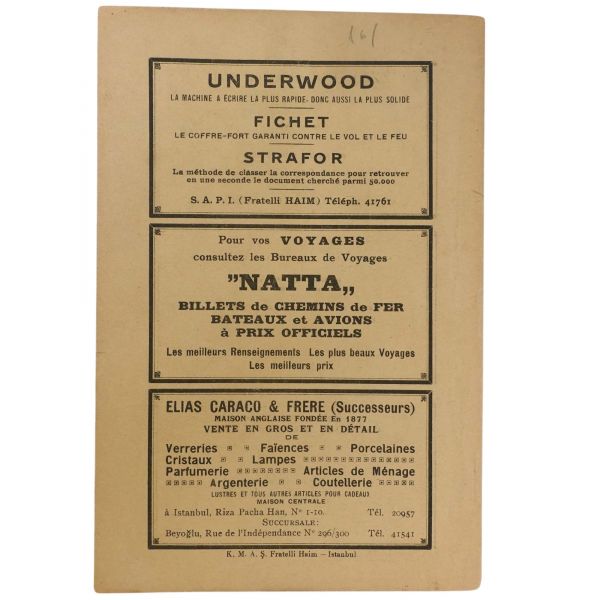 UNDERWOOD
LA MACHINE À ÉCRIRE LA PLUS RAPIDE- DONC AUSSI LA PLUS SOLIDE
FICHET
LE COFFRE-FORT GARANTI CONTRE LE VOL ET LE FEU
STRAFOR
La méthode de classer la correspondance pour retrouver
en une seconde le document cherché parmi 50.000
S. A. P. I. (Fratelli HAIM) Téléph. 41761
Pour vos VOYAGES
consultez les Bureaux de Voyages
”NATTA„
BILLETS de CHEMINS de FER
BATEAUX et AVIONS
à PRIX OFFICIELS
Les meilleurs Renseignements Les plus beaux Voyages
Les meilleurs prix
ELIAS CARACO & FRERE (Successeurs)
MAISON ANGLAISE FONDÉE En 1877
VENTE EN GROS ET EN DÉTAIL
DE
Verreries Faïences Porcelaines
Cristaux Lampes
Parfumerie Articles de Ménage
Argenterie Coutellerie
LUSTRES ET TOUS AUTRES ARTICLES POUR CADEAUX
MAISON CENTRALE
à Istanbul, Riza Pacha Han, Nº 1-10. Tél. 20957
SUCCURSALE:
Beyoğlu, Rue de l'Indépendance Nº 296/300 Tél. 41541
K. M. A. Ş. Fratelli Haim – Istanbul